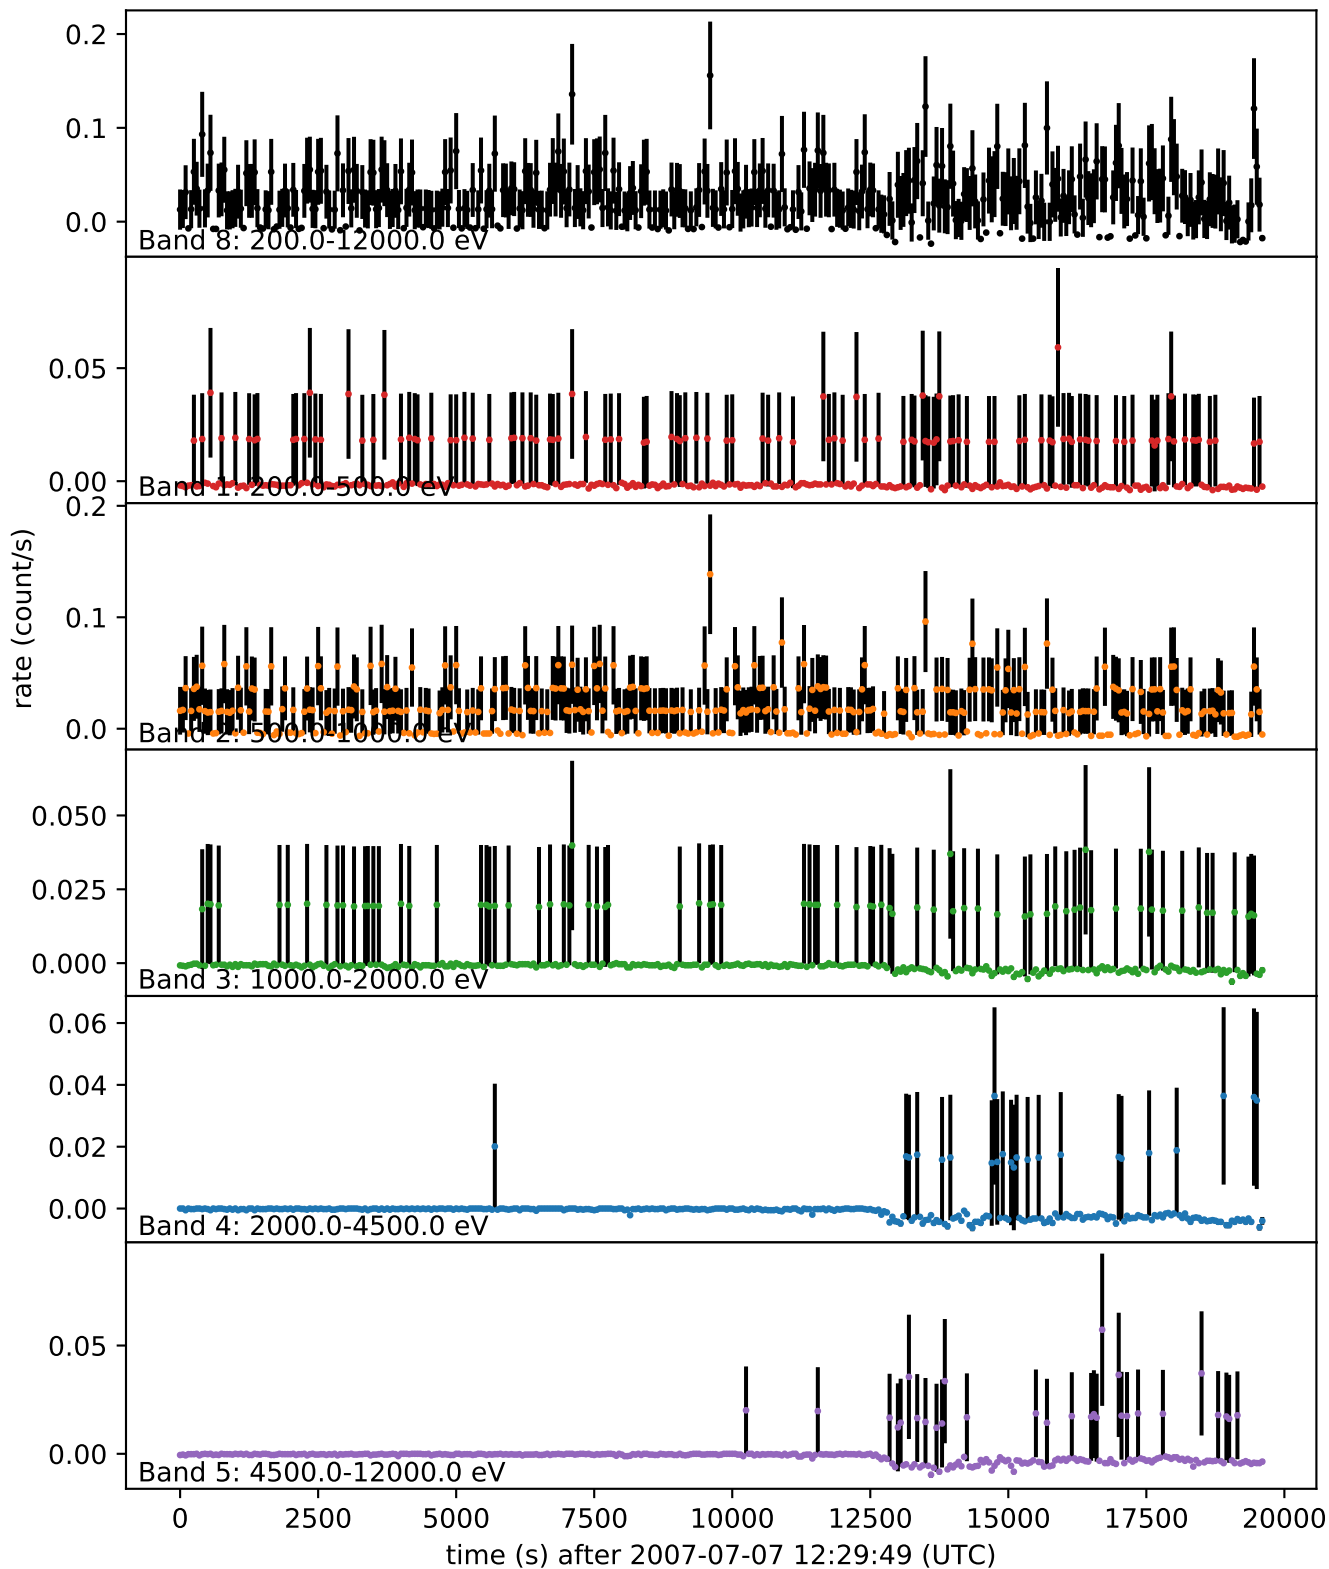 0.2
0.1
0.0
Band 8: 200.0-12000.0 eV
0.05
0.00
Band 1: 200.0-500.0 eV
rate (count/s)
0.2
0.1
0.0
Band 2: 500.0-1000.0 eV
0.050
0.025
0.000
Band 3: 1000.0-2000.0 eV
0.06
0.04
0.02
0.00
Band 4: 2000.0-4500.0 eV
0.05
0.00
Band 5: 4500.0-12000.0 eV
0 2500 5000 7500 10000 12500 15000 17500 20000
time (s) after 2007-07-07 12:29:49 (UTC)